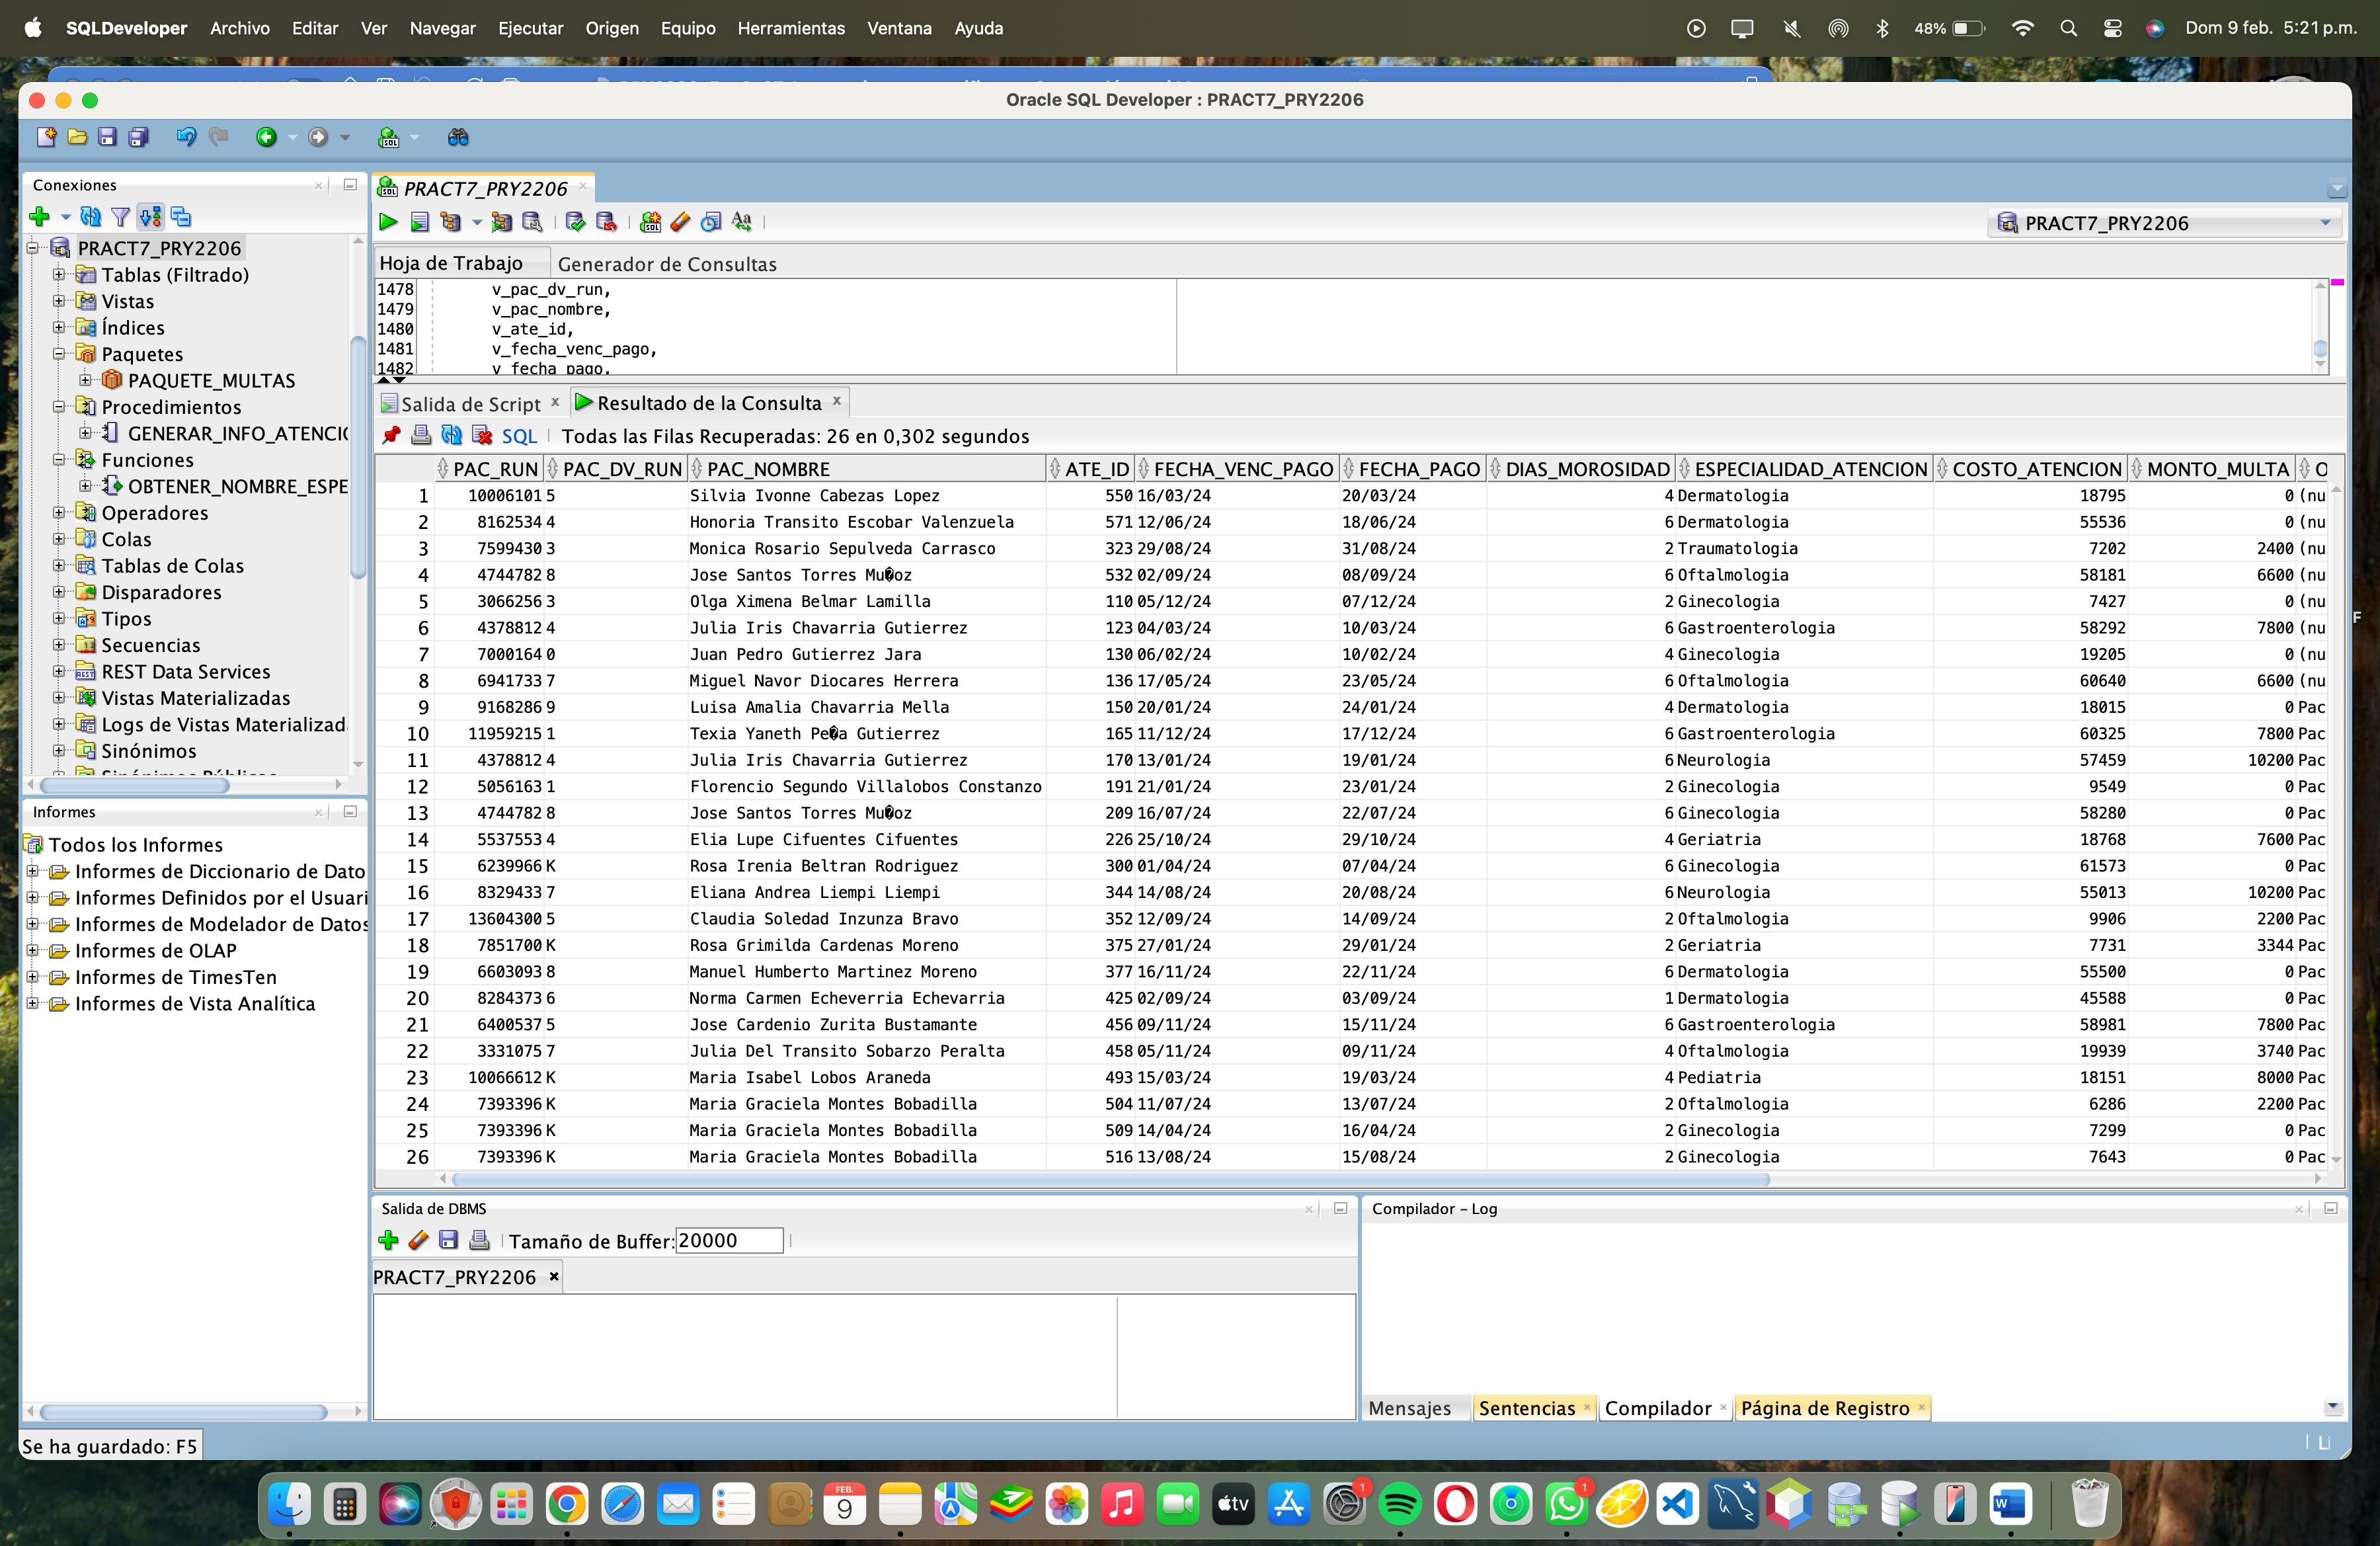 SQLDeveloper Archivo Editar Ver Navegar Ejecutar Origen Equipo Herramientas Ventana Ayuda 48% Dom 9 feb. 5:21 p.m.
Oracle SQL Developer : PRACT7_PRY2206
Conexiones
PRACT7_PRY2206
Tablas (Filtrado)
Vistas
Índices
Paquetes
PAQUETE_MULTAS
Procedimientos
GENERAR_INFO_ATENCIO
Funciones
OBTENER_NOMBRE_ESPE
Operadores
Colas
Tablas de Colas
Disparadores
Tipos
Secuencias
REST Data Services
Vistas Materializadas
Logs de Vistas Materializad
Sinónimos
Sinónimos Públicos
Informes
Todos los Informes
Informes de Diccionario de Dato
Informes Definidos por el Usuari
Informes de Modelador de Datos
Informes de OLAP
Informes de TimesTen
Informes de Vista Analítica
PRACT7_PRY2206
PRACT7_PRY2206
Hoja de Trabajo Generador de Consultas
1478 v_pac_dv_run,
1479 v_pac_nombre,
1480 v_ate_id,
1481 v_fecha_venc_pago,
1482 v_fecha_pago,
Salida de Script Resultado de la Consulta
SQL Todas las Filas Recuperadas: 26 en 0,302 segundos
PAC_RUN PAC_DV_RUN PAC_NOMBRE ATE_ID FECHA_VENC_PAGO FECHA_PAGO DIAS_MOROSIDAD ESPECIALIDAD_ATENCION COSTO_ATENCION MONTO_MULTA O
1 10006101 5 Silvia Ivonne Cabezas Lopez 550 16/03/24 20/03/24 4 Dermatologia 18795 0 (nu
2 8162534 4 Honoria Transito Escobar Valenzuela 571 12/06/24 18/06/24 6 Dermatologia 55536 0 (nu
3 7599430 3 Monica Rosario Sepulveda Carrasco 323 29/08/24 31/08/24 2 Traumatologia 7202 2400 (nu
4 4744782 8 Jose Santos Torres Mu�oz 532 02/09/24 08/09/24 6 Oftalmologia 58181 6600 (nu
5 3066256 3 Olga Ximena Belmar Lamilla 110 05/12/24 07/12/24 2 Ginecologia 7427 0 (nu
6 4378812 4 Julia Iris Chavarria Gutierrez 123 04/03/24 10/03/24 6 Gastroenterologia 58292 7800 (nu
7 7000164 0 Juan Pedro Gutierrez Jara 130 06/02/24 10/02/24 4 Ginecologia 19205 0 (nu
8 6941733 7 Miguel Navor Diocares Herrera 136 17/05/24 23/05/24 6 Oftalmologia 60640 6600 (nu
9 9168286 9 Luisa Amalia Chavarria Mella 150 20/01/24 24/01/24 4 Dermatologia 18015 0 Pac
10 11959215 1 Texia Yaneth Pe�a Gutierrez 165 11/12/24 17/12/24 6 Gastroenterologia 60325 7800 Pac
11 4378812 4 Julia Iris Chavarria Gutierrez 170 13/01/24 19/01/24 6 Neurologia 57459 10200 Pac
12 5056163 1 Florencio Segundo Villalobos Constanzo 191 21/01/24 23/01/24 2 Ginecologia 9549 0 Pac
13 4744782 8 Jose Santos Torres Mu�oz 209 16/07/24 22/07/24 6 Ginecologia 58280 0 Pac
14 5537553 4 Elia Lupe Cifuentes Cifuentes 226 25/10/24 29/10/24 4 Geriatria 18768 7600 Pac
15 6239966 K Rosa Irenia Beltran Rodriguez 300 01/04/24 07/04/24 6 Ginecologia 61573 0 Pac
16 8329433 7 Eliana Andrea Liempi Liempi 344 14/08/24 20/08/24 6 Neurologia 55013 10200 Pac
17 13604300 5 Claudia Soledad Inzunza Bravo 352 12/09/24 14/09/24 2 Oftalmologia 9906 2200 Pac
18 7851700 K Rosa Grimilda Cardenas Moreno 375 27/01/24 29/01/24 2 Geriatria 7731 3344 Pac
19 6603093 8 Manuel Humberto Martinez Moreno 377 16/11/24 22/11/24 6 Dermatologia 55500 0 Pac
20 8284373 6 Norma Carmen Echeverria Echevarria 425 02/09/24 03/09/24 1 Dermatologia 45588 0 Pac
21 6400537 5 Jose Cardenio Zurita Bustamante 456 09/11/24 15/11/24 6 Gastroenterologia 58981 7800 Pac
22 3331075 7 Julia Del Transito Sobarzo Peralta 458 05/11/24 09/11/24 4 Oftalmologia 19939 3740 Pac
23 10066612 K Maria Isabel Lobos Araneda 493 15/03/24 19/03/24 4 Pediatria 18151 8000 Pac
24 7393396 K Maria Graciela Montes Bobadilla 504 11/07/24 13/07/24 2 Oftalmologia 6286 2200 Pac
25 7393396 K Maria Graciela Montes Bobadilla 509 14/04/24 16/04/24 2 Ginecologia 7299 0 Pac
26 7393396 K Maria Graciela Montes Bobadilla 516 13/08/24 15/08/24 2 Ginecologia 7643 0 Pac
Salida de DBMS
Tamaño de Buffer: 20000
PRACT7_PRY2206
Compilador – Log
Mensajes Sentencias Compilador Página de Registro
Se ha guardado: F5
FEB.
9
tv
1
1